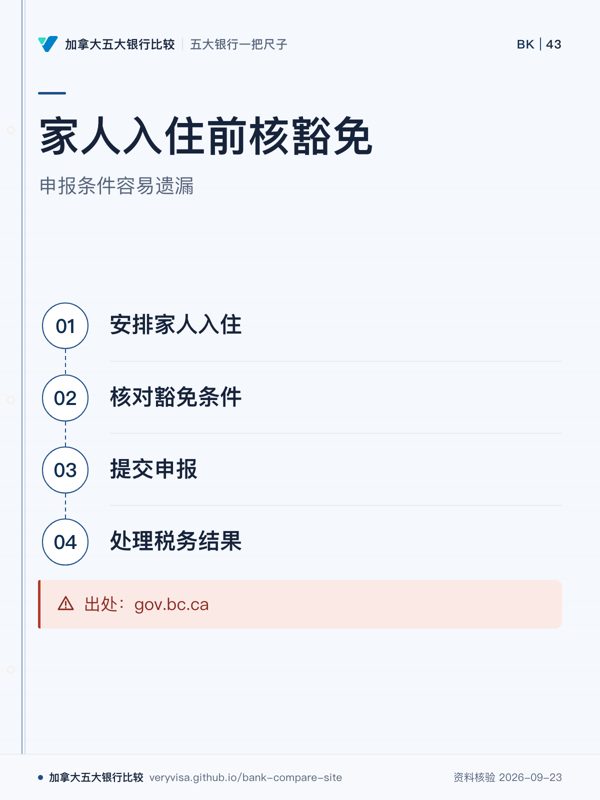 加拿大五大银行比较 | 五大银行一把尺子
BK | 43
家人入住前核豁免
申报条件容易遗漏
01 安排家人入住
02 核对豁免条件
03 提交申报
04 处理税务结果
出处：gov.bc.ca
加拿大五大银行比较 veryvisa.github.io/bank-compare-site
资料核验 2026-09-23